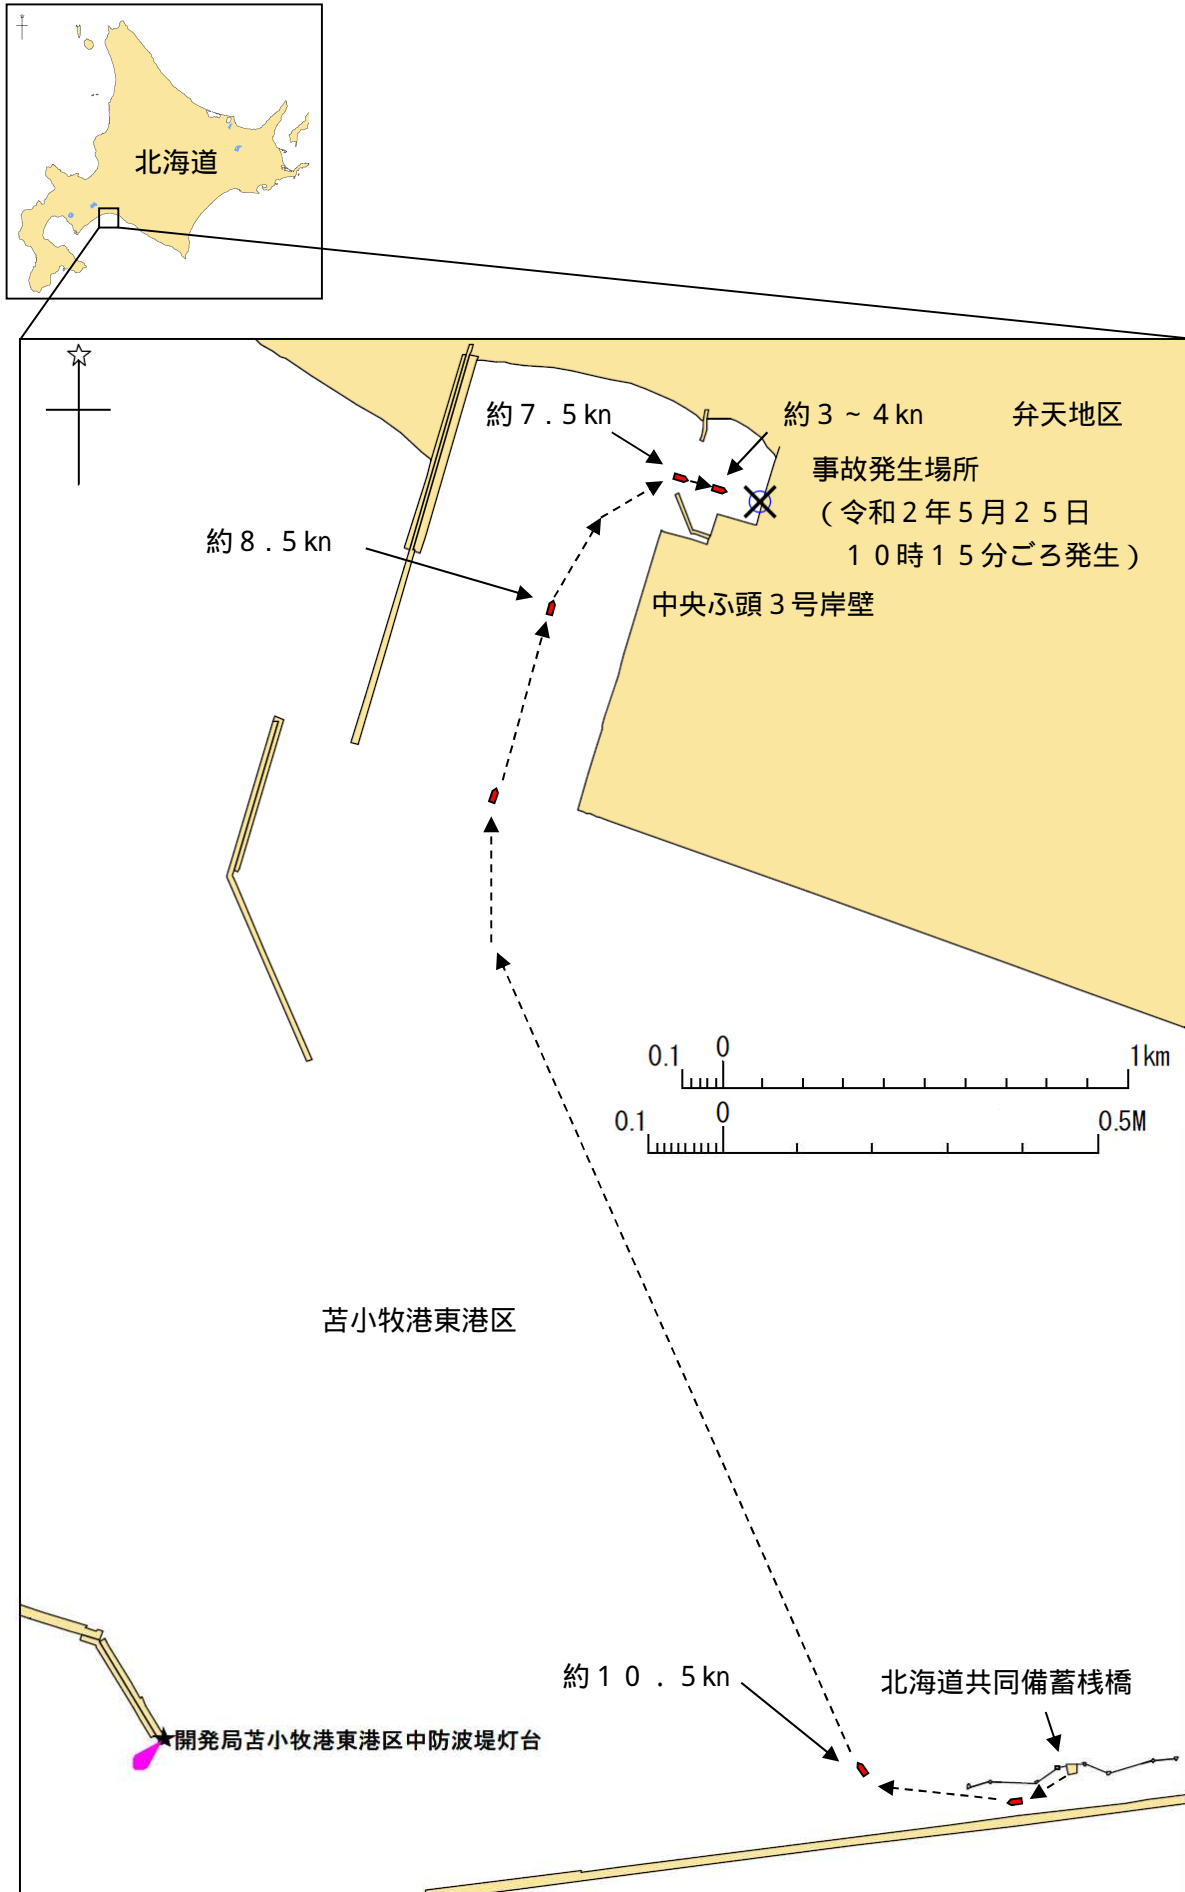 北海道
約７．５㏏
約３～４㏏
弁天地区
事故発生場所
（令和２年５月２５日
１０時１５分ごろ発生）
約８．５㏏
中央ふ頭３号岸壁
0.1 0 1km
0.1 0 0.5M
苫小牧港東港区
約１０．５㏏
北海道共同備蓄桟橋
★開発局苫小牧港東港区中防波堤灯台